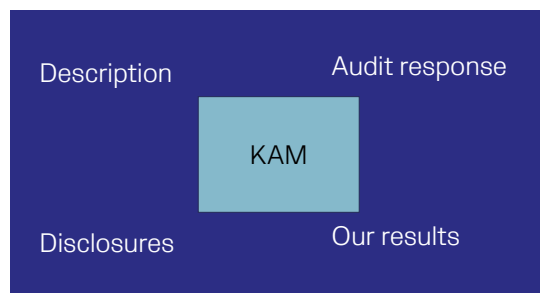 Description
Audit response
KAM
Disclosures
Our results